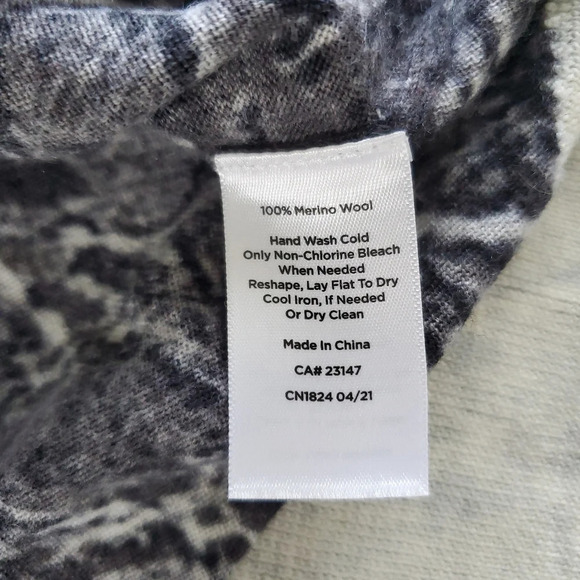 100% Merino Wool
Hand Wash Cold
Only Non-Chlorine Bleach
When Needed
Reshape, Lay Flat To Dry
Cool Iron, If Needed
Or Dry Clean
Made In China
CA# 23147
CN1824 04/21